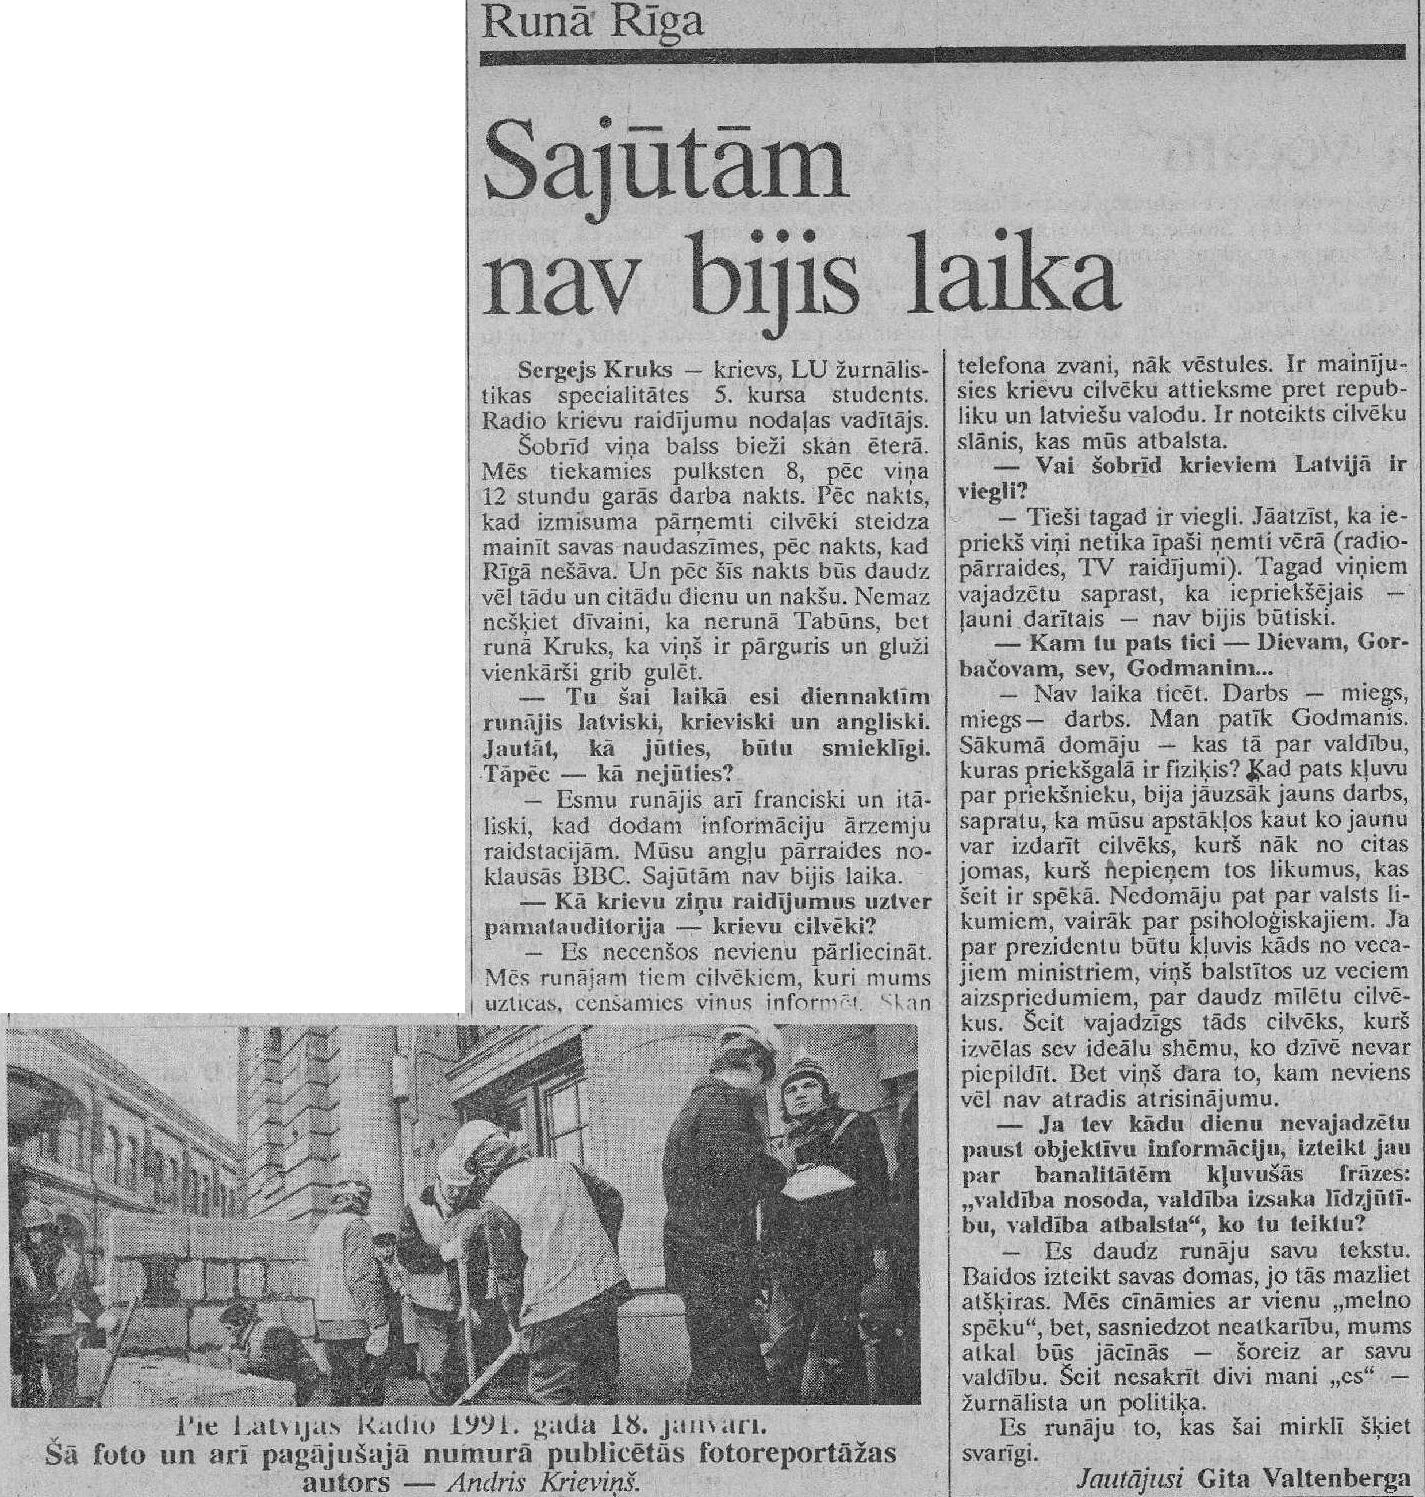 Runā Rīga
Sajūtām
nav bijis laika
Sergejs Kruks — krievs, LU žurnālis-
tikas specialitātes 5. kursa students.
Radio krievu raidījumu nodaļas vadītājs.
Šobrīd viņa balss bieži skan ēterā.
Mēs tiekamies pulksten 8, pēc viņa
12 stundu garās darba nakts. Pēc nakts,
kad izmisuma pārņemti cilvēki steidza
mainīt savas naudaszīmes, pēc nakts, kad
Rīgā nešāva. Un pēc šīs nakts būs daudz
vēl tādu un citādu dienu un nakšu. Nemaz
nešķiet dīvaini, ka nerunā Tabūns, bet
runā Kruks, ka viņš ir pārguris un gluži
vienkārši grib gulēt.
— Tu šai laikā esi diennaktīm
runājis latviski, krieviski un angliski.
Jautāt, kā jūties, būtu smieklīgi.
Tāpēc — kā nejūties?
— Esmu runājis arī franciski un itā-
liski, kad dodam informāciju ārzemju
raidstacijām. Mūsu angļu pārraides no-
klausās BBC. Sajūtām nav bijis laika.
— Kā krievu ziņu raidījumus uztver
pamatauditorija — krievu cilvēki?
— Es necenšos nevienu pārliecināt.
Mēs runājam tiem cilvēkiem, kuri mums
uzticas, cenšamies viņus informēt. Skan
telefona zvani, nāk vēstules. Ir mainīju-
sies krievu cilvēku attieksme pret repub-
liku un latviešu valodu. Ir noteikts cilvēku
slānis, kas mūs atbalsta.
— Vai šobrīd krieviem Latvijā ir
viegli?
— Tieši tagad ir viegli. Jāatzīst, ka ie-
priekš viņi netika īpaši ņemti vērā (radio-
pārraides, TV raidījumi). Tagad viņiem
vajadzētu saprast, ka iepriekšējais —
ļauni darītais — nav bijis būtiski.
— Kam tu pats tici — Dievam, Gor-
bačovam, sev, Godmanim...
— Nav laika ticēt. Darbs — miegs,
miegs— darbs. Man patīk Godmanis.
Sākumā domāju — kas tā par valdību,
kuras priekšgalā ir fiziķis? Kad pats kļuvu
par priekšnieku, bija jāuzsāk jauns darbs,
sapratu, ka mūsu apstākļos kaut ko jaunu
var izdarīt cilvēks, kurš nāk no citas
jomas, kurš nepieņem tos likumus, kas
šeit ir spēkā. Nedomāju pat par valsts li-
kumiem, vairāk par psiholoģiskajiem. Ja
par prezidentu būtu kļuvis kāds no veca-
jiem ministriem, viņš balstītos uz veciem
aizspriedumiem, par daudz mīlētu cilvē-
kus. Šeit vajadzīgs tāds cilvēks, kurš
izvēlas sev ideālu shēmu, ko dzīvē nevar
piepildīt. Bet viņš dara to, kam neviens
vēl nav atradis atrisinājumu.
— Ja tev kādu dienu nevajadzētu
paust objektīvu informāciju, izteikt jau
par banalitātēm kļuvušās frāzes:
„valdība nosoda, valdība izsaka līdzjūtī-
bu, valdība atbalsta“, ko tu teiktu?
— Es daudz runāju savu tekstu.
Baidos izteikt savas domas, jo tās mazliet
atšķiras. Mēs cīnāmies ar vienu „melno
spēku“, bet, sasniedzot neatkarību, mums
atkal būs jācīnās — šoreiz ar savu
valdību. Šeit nesakrīt divi mani „es“ —
žurnālista un politiķa.
Es runāju to, kas šai mirklī šķiet
svarīgi.
Jautājusi Gita Valtenberga
Pie Latvijas Radio 1991. gada 18. janvārī.
Šā foto un arī pagājušajā numurā publicētās fotoreportāžas
autors — Andris Krieviņš.